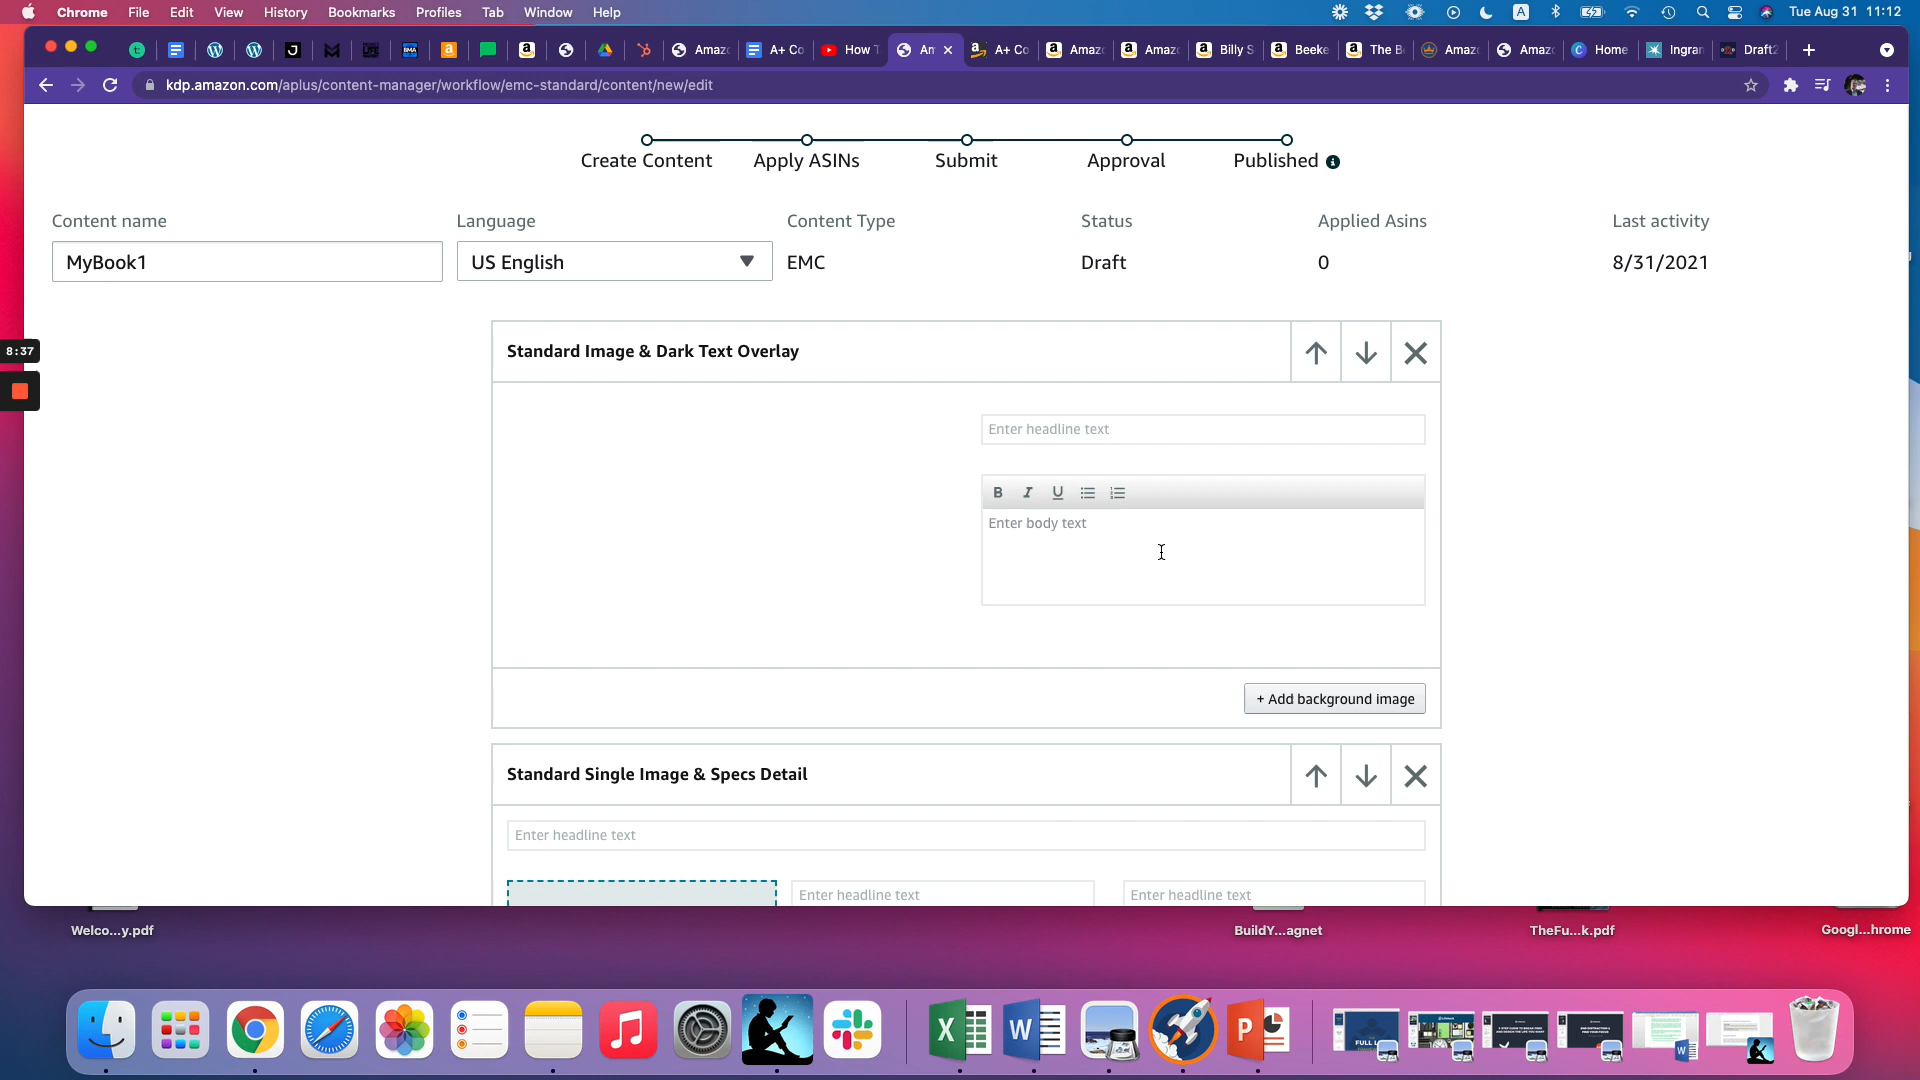 Chrome File Edit View History Bookmarks Profiles Tab Window Help A Tue Aug 31 11:12
t J BMA a a Amaz A+ Co How T Am A+ Co Amaz Amaz Billy S Beeke The B Amaz Amaz Home Ingran Draft2
kdp.amazon.com/aplus/content-manager/workflow/emc-standard/content/new/edit
Create Content Apply ASINs Submit Approval Published
Content name Language Content Type Status Applied Asins Last activity
MyBook1 US English EMC Draft 0 8/31/2021
8:37
Standard Image & Dark Text Overlay
Enter headline text
B I U
Enter body text
+ Add background image
Standard Single Image & Specs Detail
Enter headline text
Enter headline text Enter headline text
Welco...y.pdf BuildY...agnet TheFu...k.pdf Googl...hrome
X W P